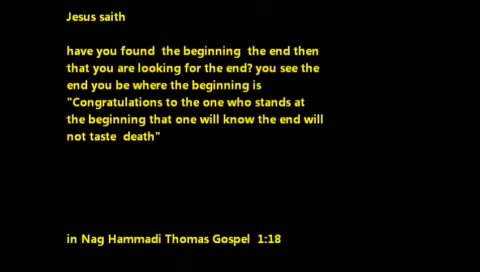 Jesus saith
have you found the beginning the end then
that you are looking for the end? you see the
end you be where the beginning is
"Congratulations to the one who stands at
the beginning that one will know the end will
not taste death"
in Nag Hammadi Thomas Gospel 1:18